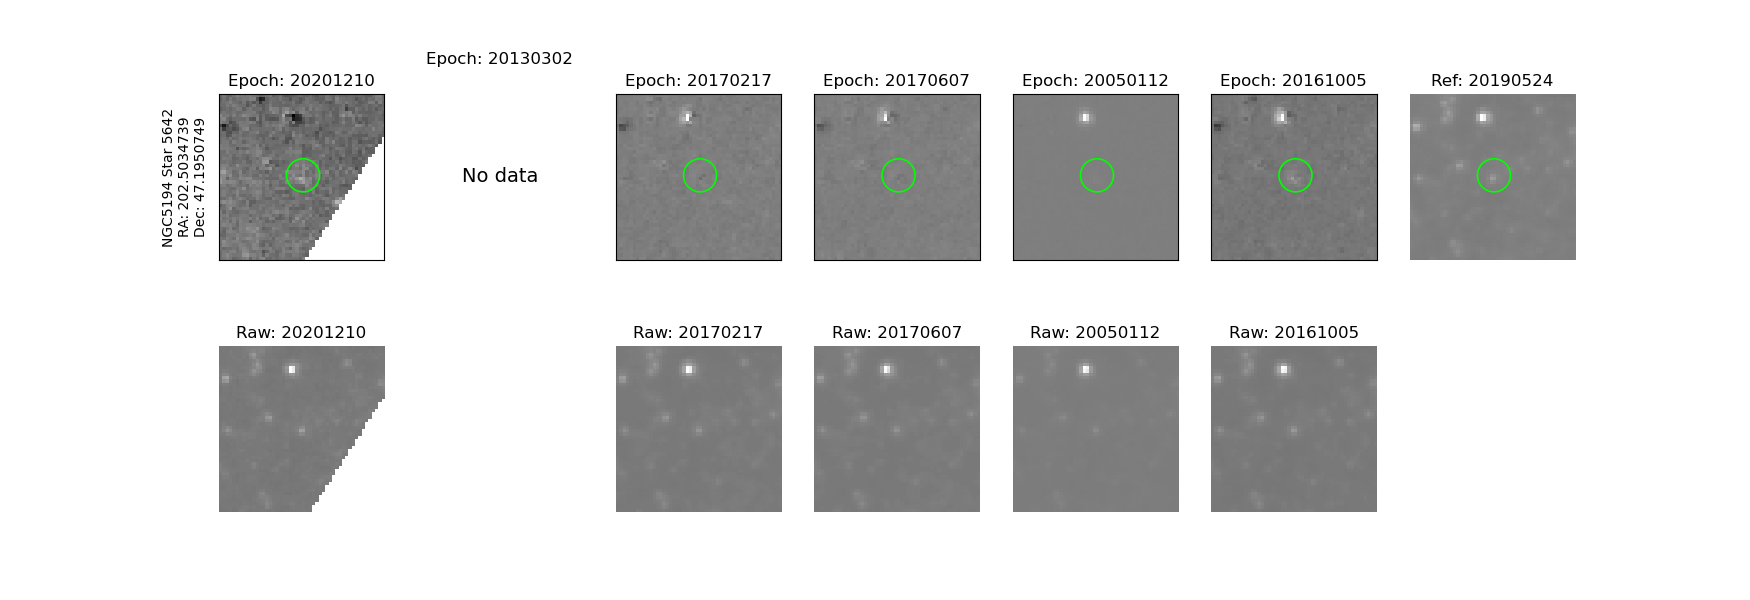 Epoch: 20130302
Epoch: 20201210
Epoch: 20170217
Epoch: 20170607
Epoch: 20050112
Epoch: 20161005
Ref: 20190524
NGC5194 Star 5642
RA: 202.5034739
Dec: 47.1950749
No data
Raw: 20201210
Raw: 20170217
Raw: 20170607
Raw: 20050112
Raw: 20161005